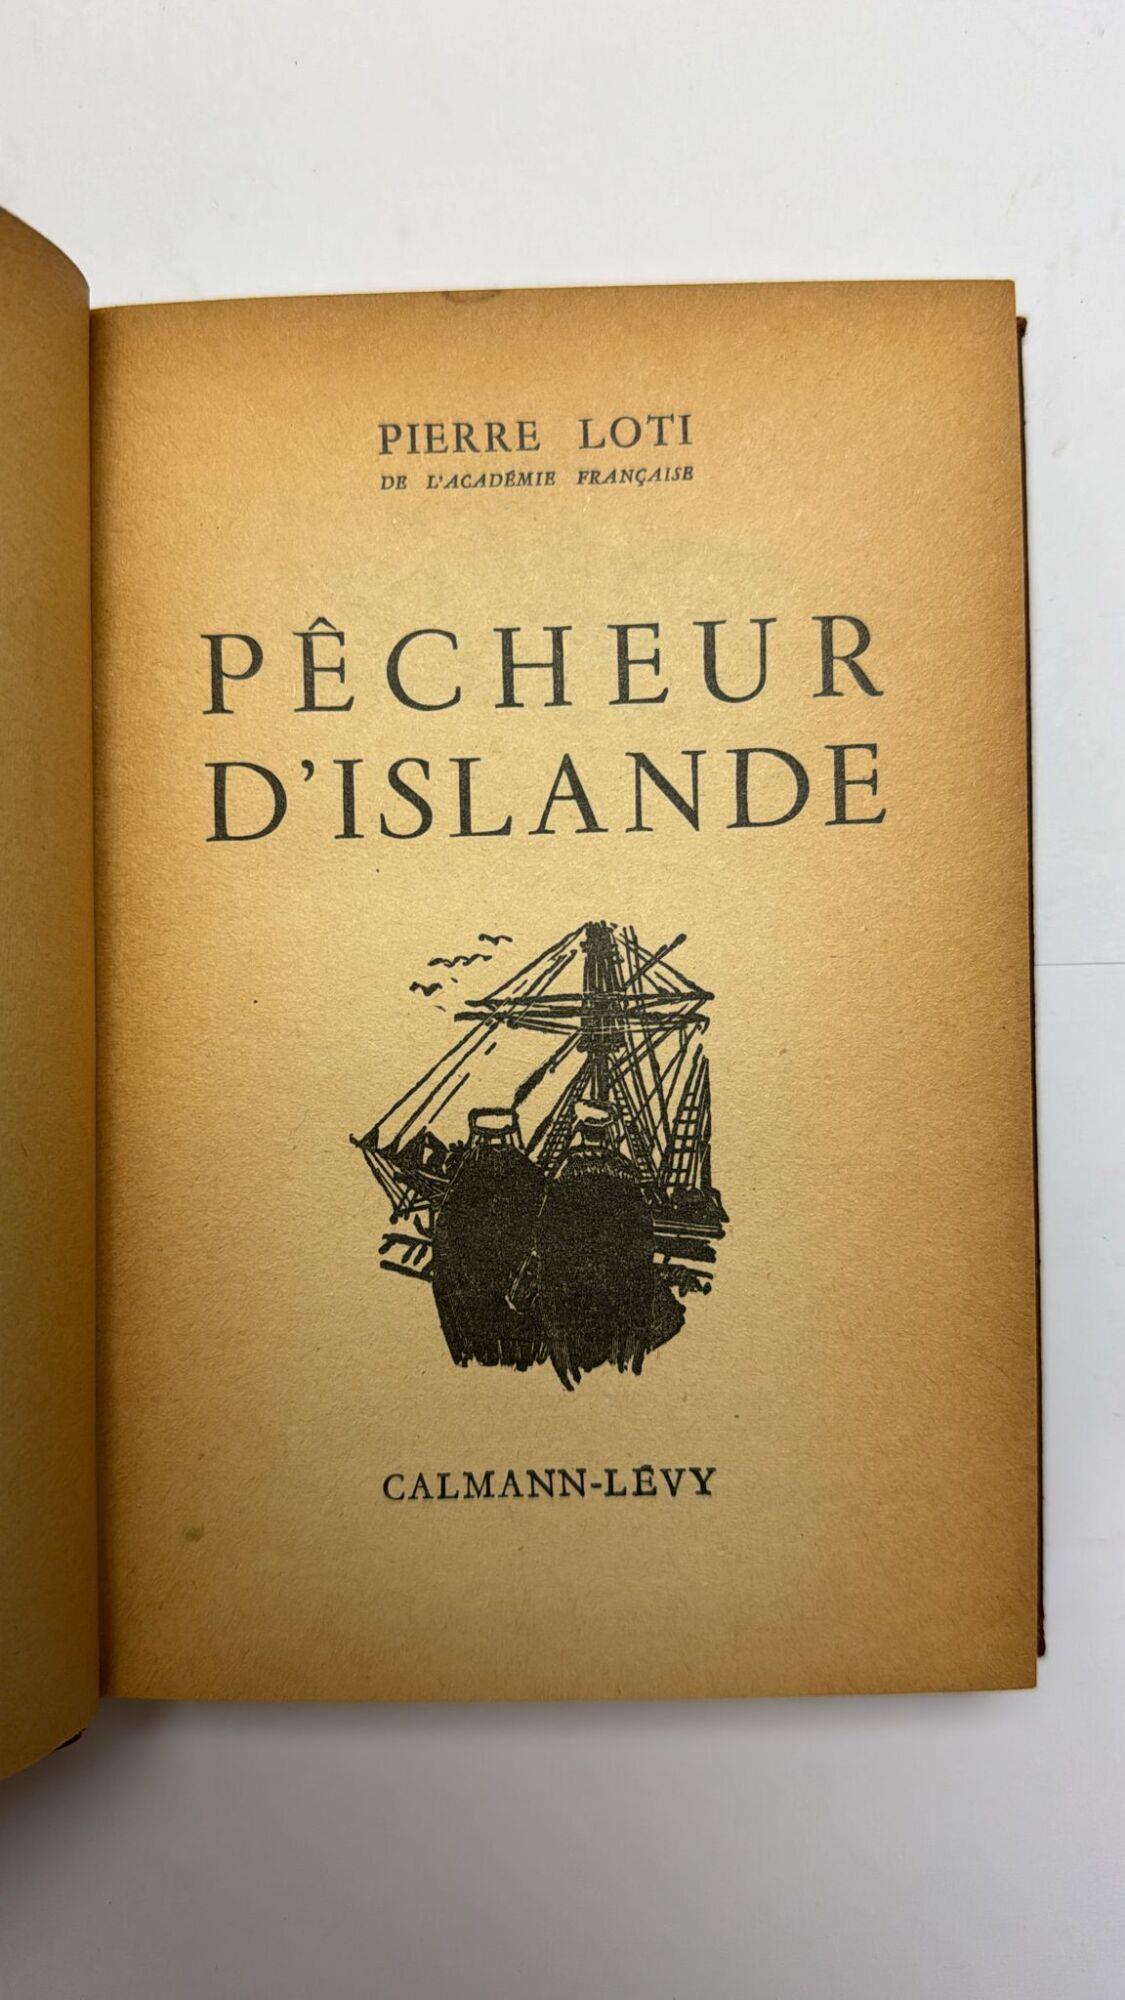 PIERRE LOTI
DE L'ACADÉMIE FRANÇAISE
PÊCHEUR
D'ISLANDE
CALMANN-LÉVY